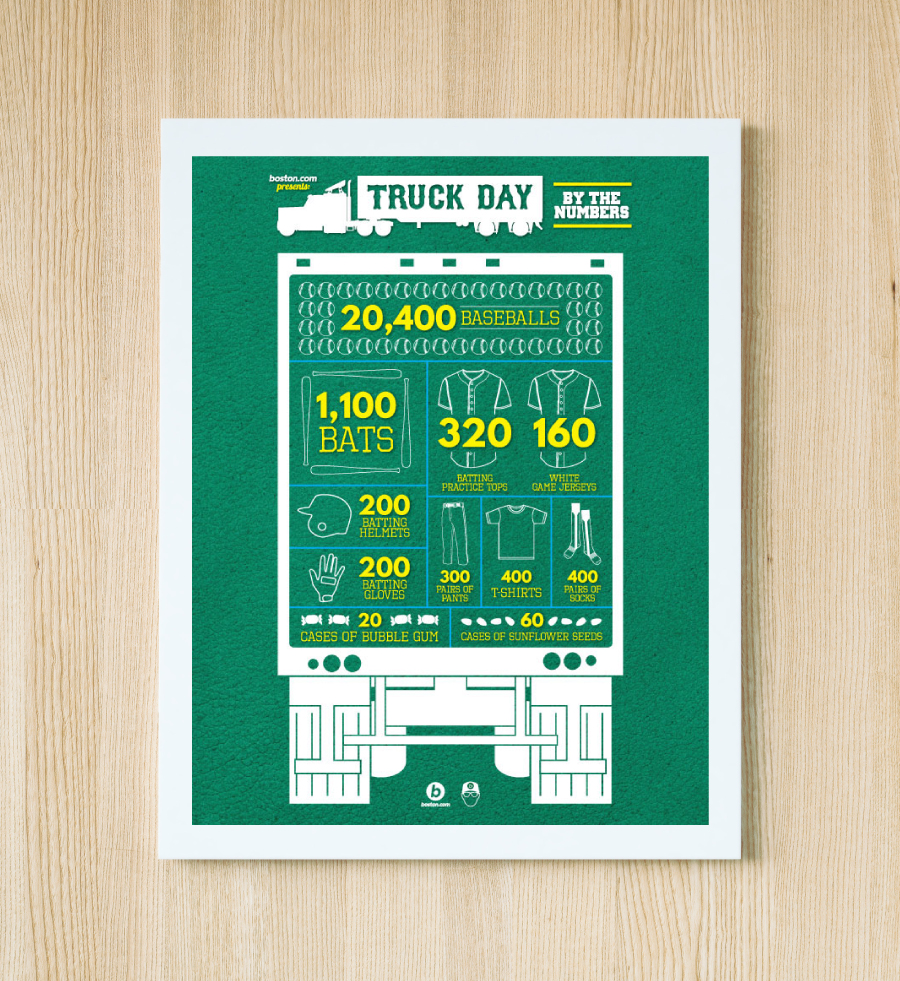 boston.com
presents:
TRUCK DAY
BY THE
NUMBERS
20,400 BASEBALLS
1,100
BATS
320
BATTING
PRACTICE TOPS
160
WHITE
GAME JERSEYS
200
BATTING
HELMETS
200
BATTING
GLOVES
300
PAIRS OF
PANTS
400
T-SHIRTS
400
PAIRS OF
SOCKS
20
CASES OF BUBBLE GUM
60
CASES OF SUNFLOWER SEEDS
b
boston.com